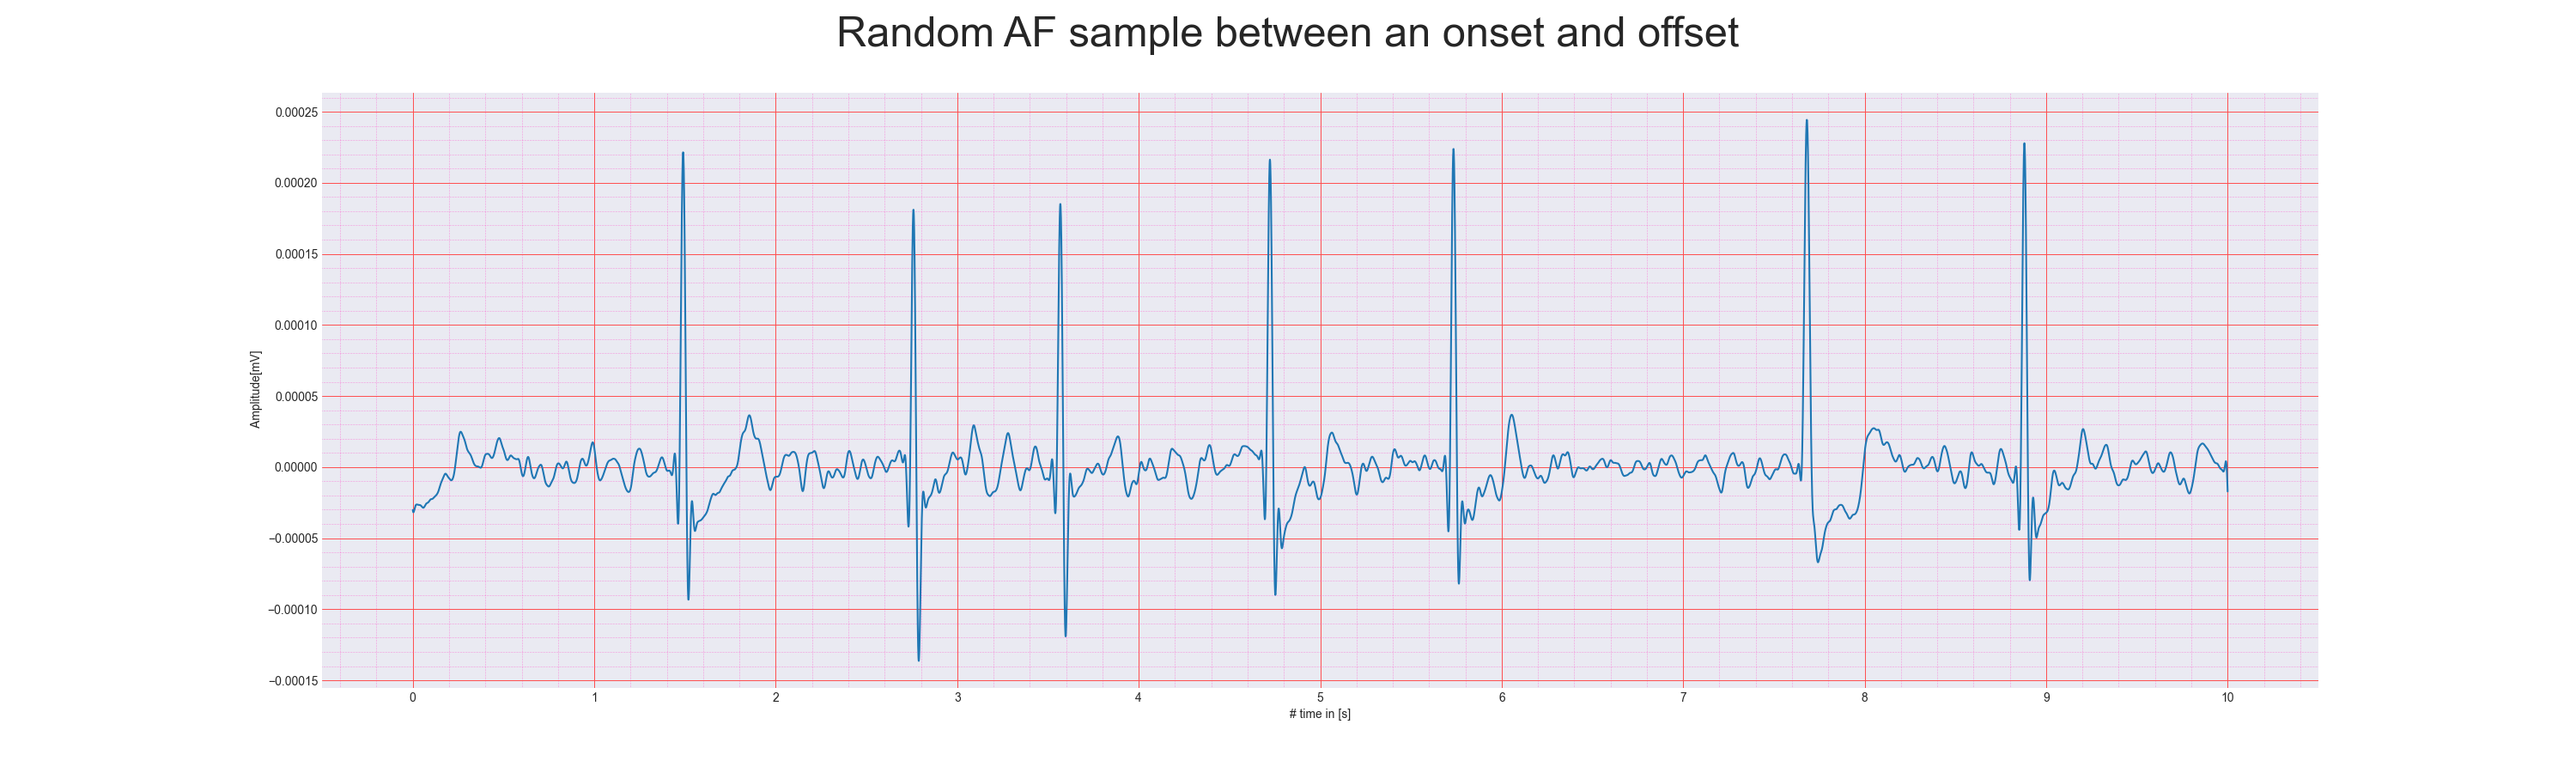 Random AF sample between an onset and offset
0.00025
0.00020
0.00015
0.00010
0.00005
0.00000
−0.00005
−0.00010
−0.00015
Amplitude[mV]
0 1 2 3 4 5 6 7 8 9 10
# time in [s]